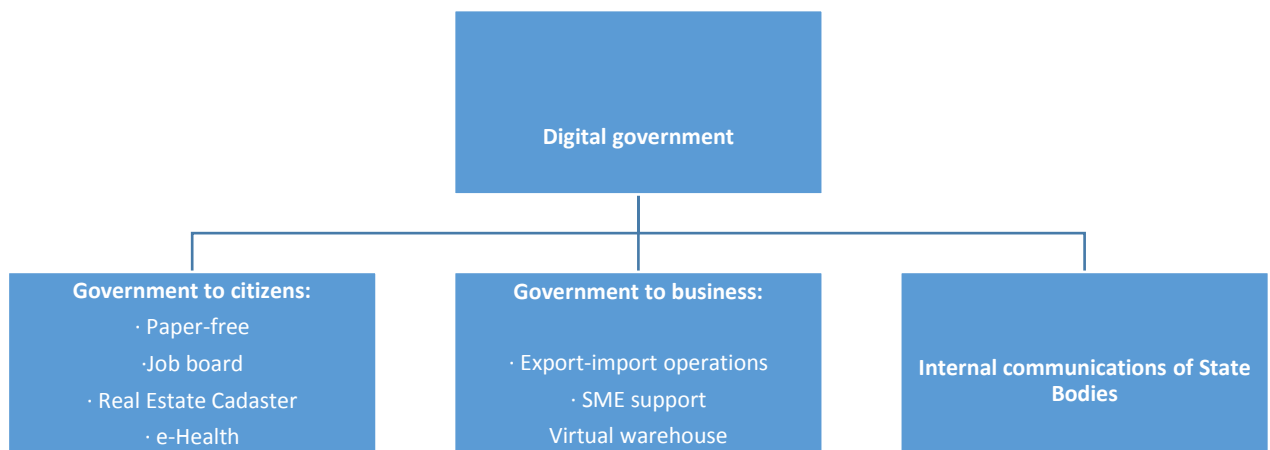 Digital government
Government to citizens:
· Paper-free
·Job board
· Real Estate Cadaster
· e-Health
Government to business:
· Export-import operations
· SME support
Virtual warehouse
Internal communications of State
Bodies